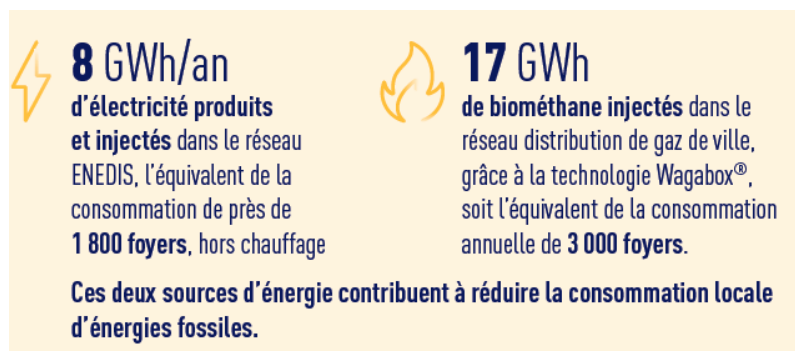 8 GWh/an
d'électricité produits
et injectés dans le réseau
ENEDIS, l'équivalent de la
consommation de près de
1 800 foyers, hors chauffage
17 GWh
de biométhane injectés dans le
réseau distribution de gaz de ville,
grâce à la technologie Wagabox®,
soit l'équivalent de la consommation
annuelle de 3 000 foyers.
Ces deux sources d'énergie contribuent à réduire la consommation locale
d'énergies fossiles.